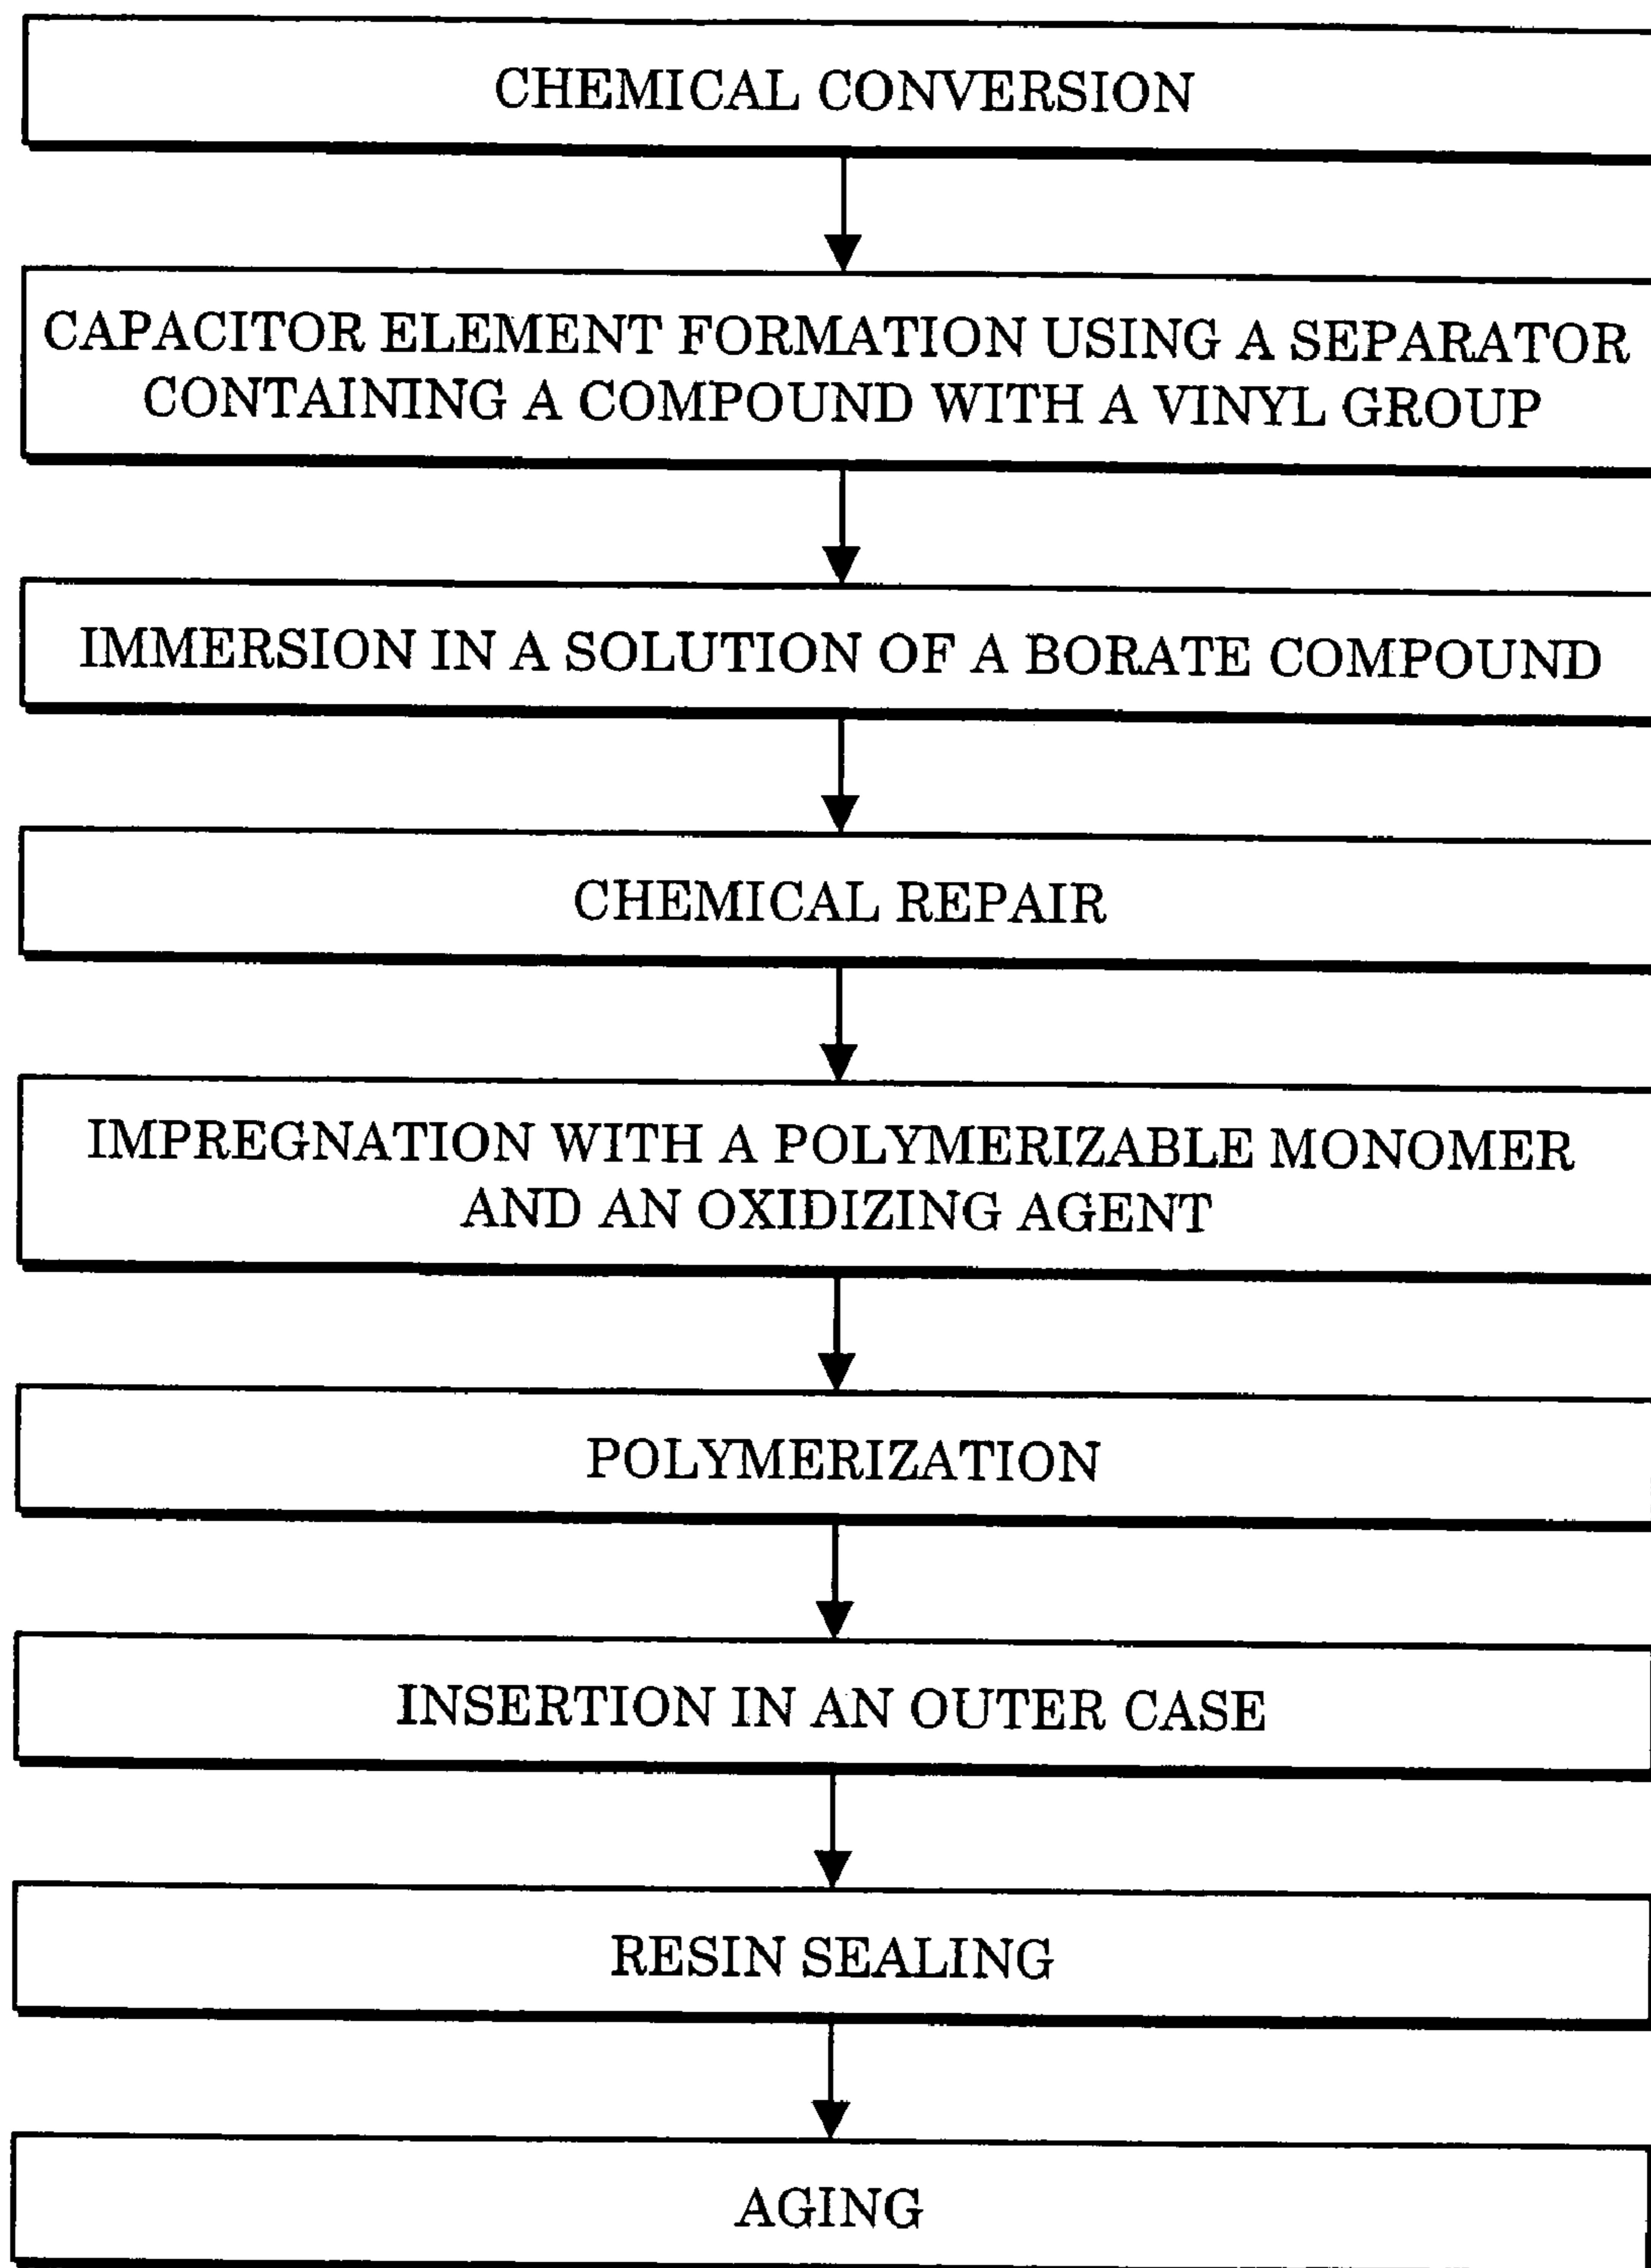 CHEMICAL CONVERSION
CAPACITOR ELEMENT FORMATION USING A SEPARATOR
CONTAINING A COMPOUND WITH A VINYL GROUP
IMMERSION IN A SOLUTION OF A BORATE COMPOUND
CHEMICAL REPAIR
IMPREGNATION WITH A POLYMERIZABLE MONOMER
AND AN OXIDIZING AGENT
POLYMERIZATION
INSERTION IN AN OUTER CASE
RESIN SEALING
AGING